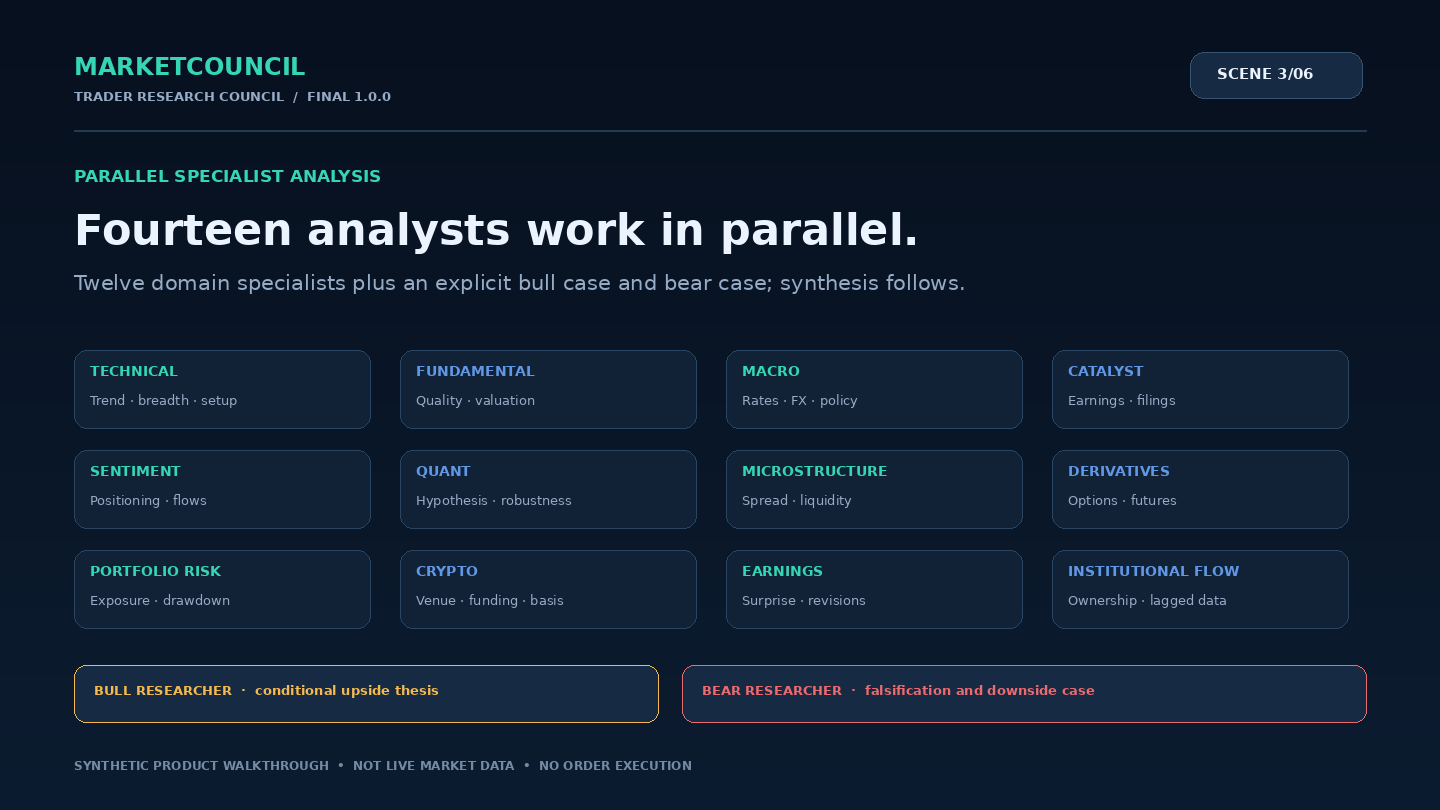 MARKETCOUNCIL
SCENE 3/06
TRADER RESEARCH COUNCIL / FINAL 1.0.0
PARALLEL SPECIALIST ANALYSIS
Fourteen analysts work in parallel.
Twelve domain specialists plus an explicit bull case and bear case; synthesis follows.
TECHNICAL
Trend · breadth · setup
FUNDAMENTAL
Quality · valuation
MACRO
Rates · FX · policy
CATALYST
Earnings · filings
SENTIMENT
Positioning · flows
QUANT
Hypothesis · robustness
MICROSTRUCTURE
Spread · liquidity
DERIVATIVES
Options · futures
PORTFOLIO RISK
Exposure · drawdown
CRYPTO
Venue · funding · basis
EARNINGS
Surprise · revisions
INSTITUTIONAL FLOW
Ownership · lagged data
BULL RESEARCHER · conditional upside thesis
BEAR RESEARCHER · falsification and downside case
SYNTHETIC PRODUCT WALKTHROUGH • NOT LIVE MARKET DATA • NO ORDER EXECUTION